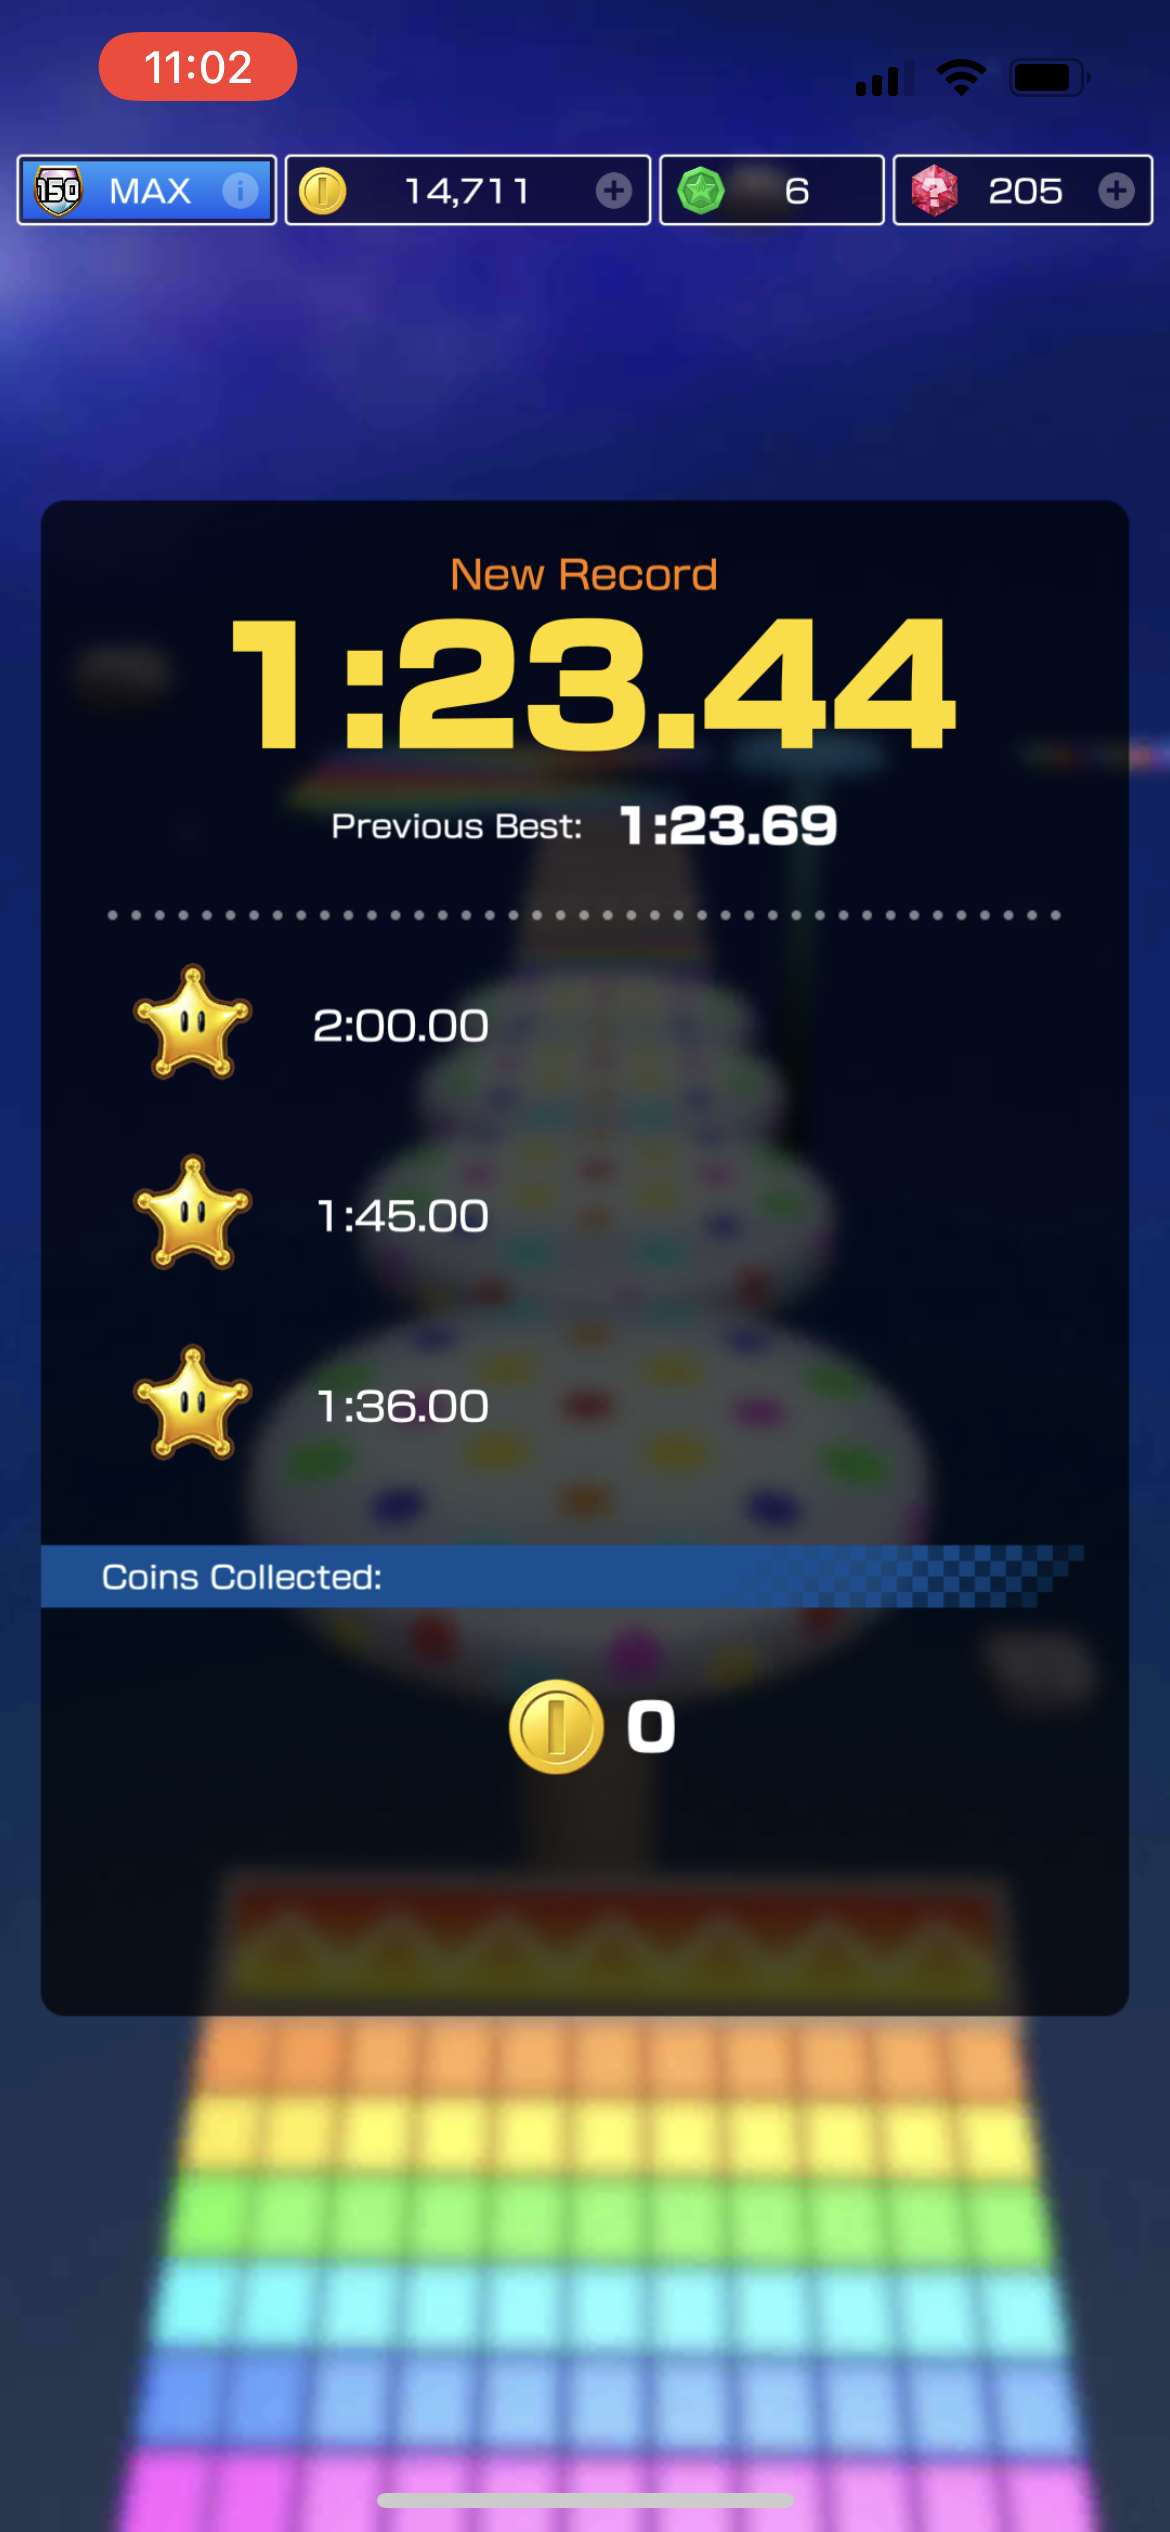 11:02
150 MAX i 14,711 + 6 ? 205 +
New Record
1:23.44
Previous Best: 1:23.69
2:00.00
1:45.00
1:36.00
Coins Collected:
0